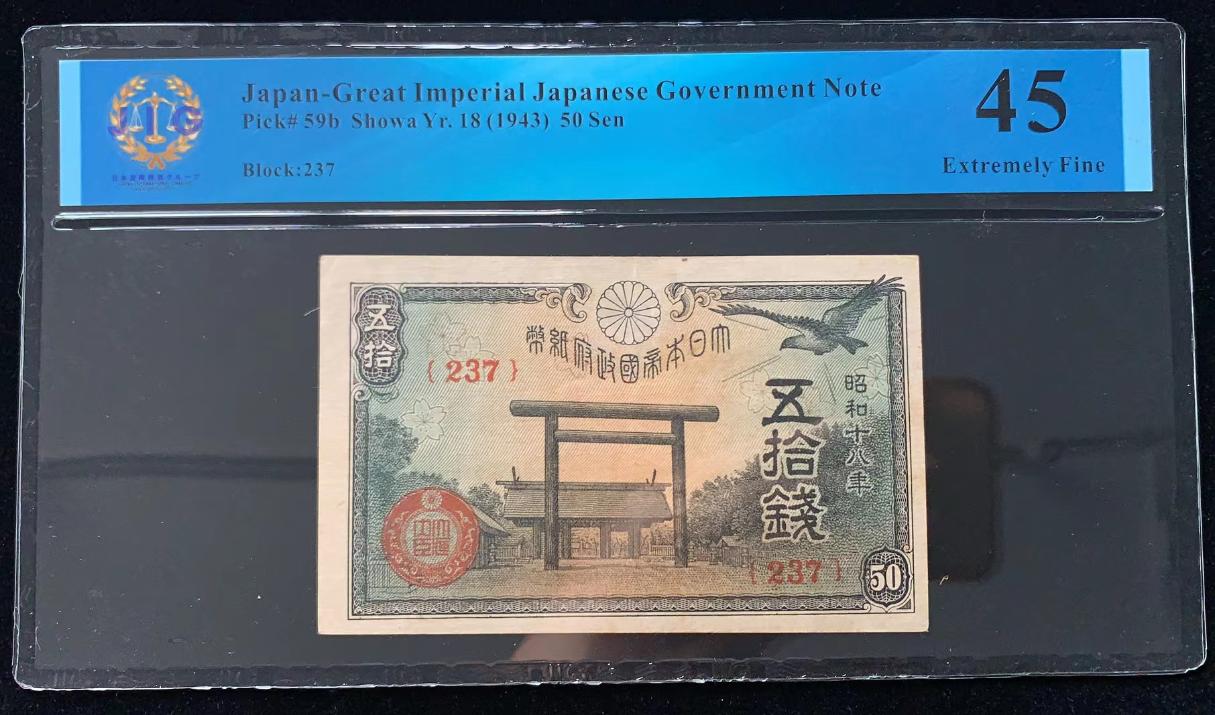 Japan-Great Imperial Japanese Government Note
Pick# 59b Showa Yr. 18 (1943) 50 Sen
Block:237
45
Extremely Fine
JIG
五拾
大日本帝國政府紙幣
{ 237 }
昭和十八年
五拾錢
{ 237 }
50